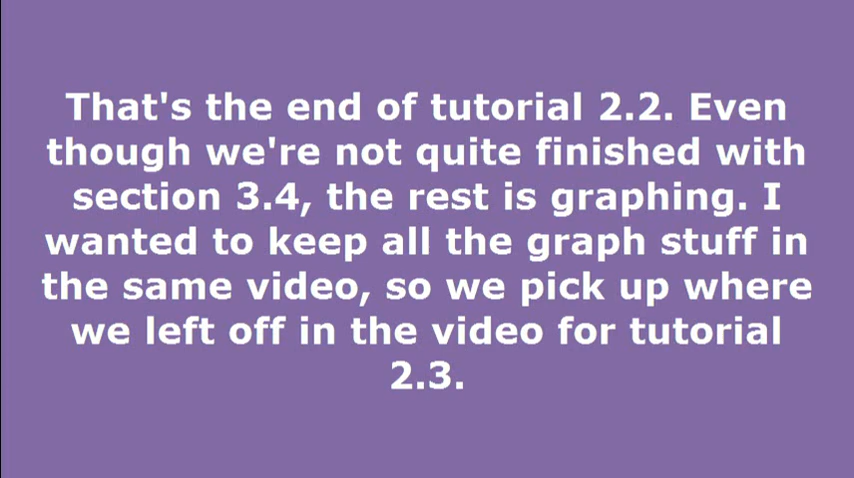 That's the end of tutorial 2.2. Even
though we're not quite finished with
section 3.4, the rest is graphing. I
wanted to keep all the graph stuff in
the same video, so we pick up where
we left off in the video for tutorial
2.3.